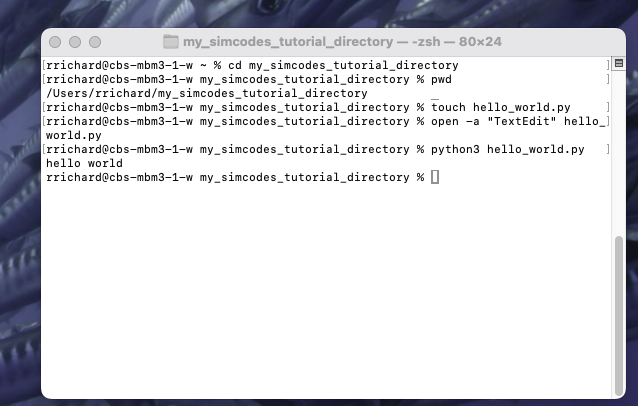 my_simcodes_tutorial_directory — -zsh — 80×24
[rrichard@cbs-mbm3-1-w ~ % cd my_simcodes_tutorial_directory ]
[rrichard@cbs-mbm3-1-w my_simcodes_tutorial_directory % pwd ]
/Users/rrichard/my_simcodes_tutorial_directory
[rrichard@cbs-mbm3-1-w my_simcodes_tutorial_directory % touch hello_world.py ]
[rrichard@cbs-mbm3-1-w my_simcodes_tutorial_directory % open -a "TextEdit" hello_]
world.py
[rrichard@cbs-mbm3-1-w my_simcodes_tutorial_directory % python3 hello_world.py ]
hello world
rrichard@cbs-mbm3-1-w my_simcodes_tutorial_directory %